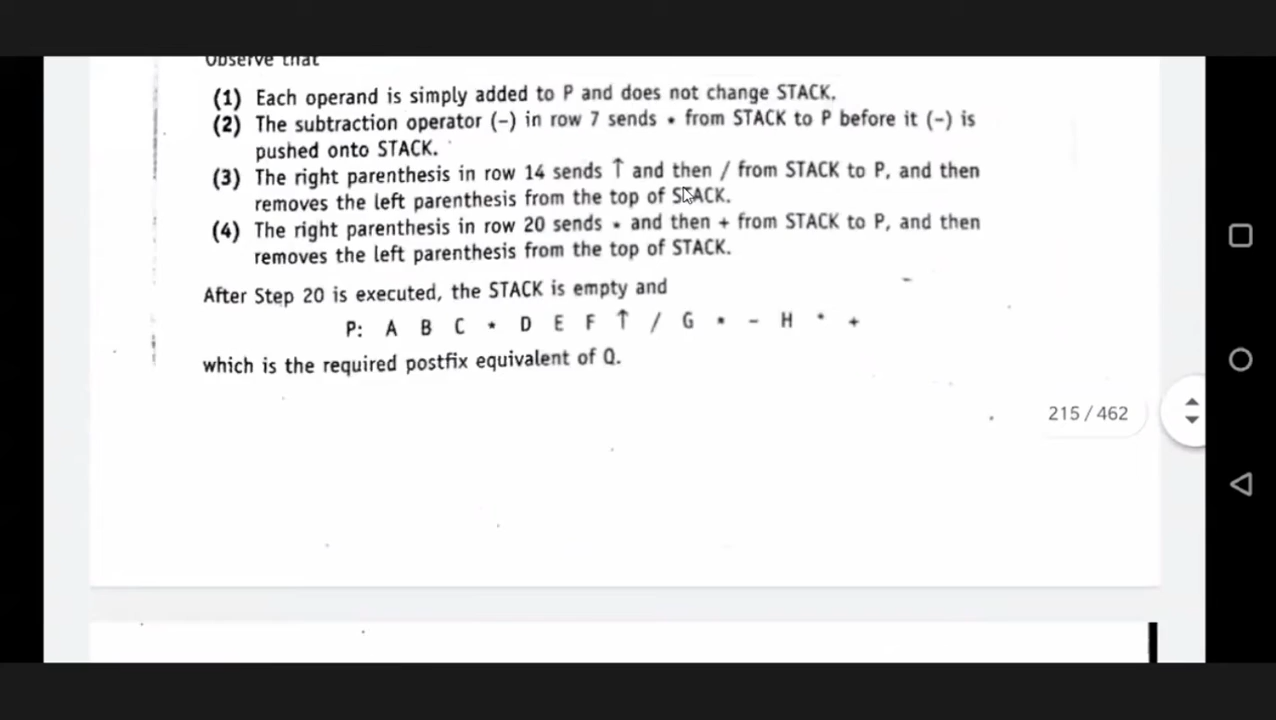 Observe that
(1) Each operand is simply added to P and does not change STACK.
(2) The subtraction operator (−) in row 7 sends * from STACK to P before it (−) is
pushed onto STACK.
(3) The right parenthesis in row 14 sends ↑ and then / from STACK to P, and then
removes the left parenthesis from the top of STACK.
(4) The right parenthesis in row 20 sends * and then + from STACK to P, and then
removes the left parenthesis from the top of STACK.
After Step 20 is executed, the STACK is empty and
P: A B C * D E F ↑ / G * − H * +
which is the required postfix equivalent of Q.
215 / 462